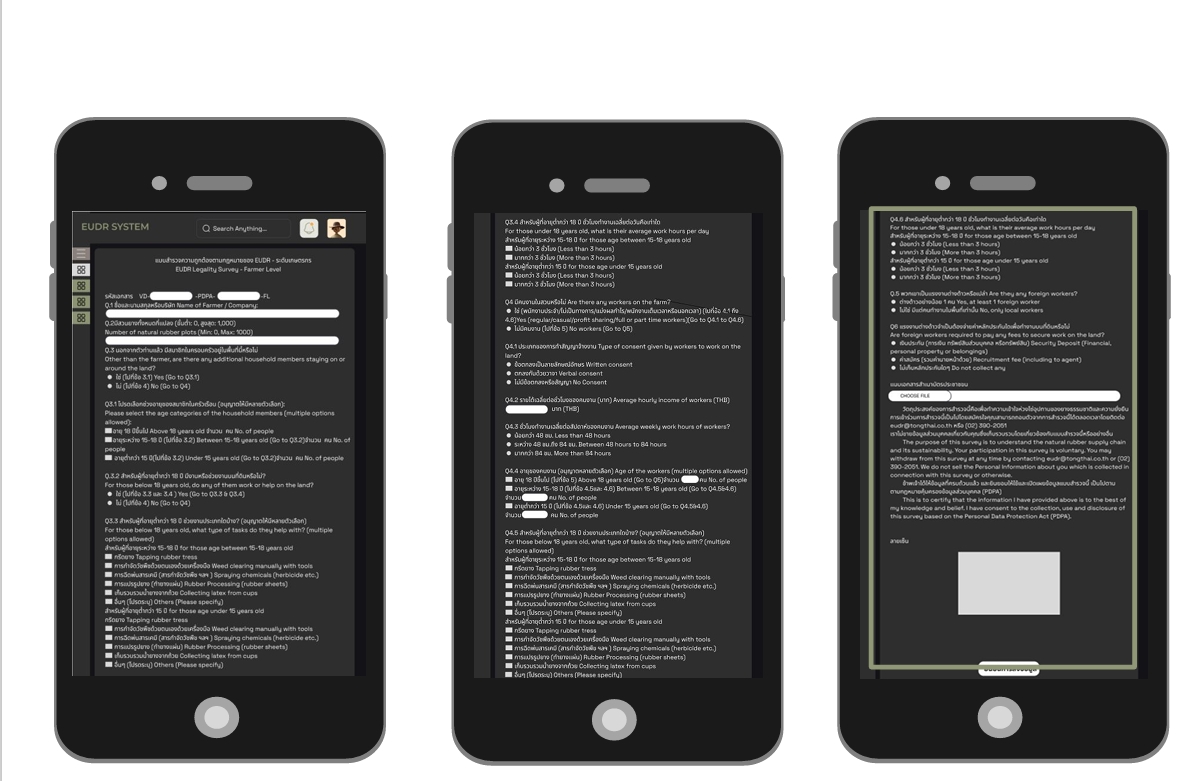 EUDR SYSTEM
Search Anything...
แบบสำรวจความถูกต้องตามกฎหมายของ EUDR - ระดับเกษตรกร
EUDR Legality Survey - Farmer Level
รหัสเอกสาร VD- -PDPA- -FL
Q.1 ชื่อและนามสกุลหรือบริษัท Name of Farmer / Company:
Q.2มีสวนยางทั้งหมดกี่แปลง (ขั้นต่ำ: 0, สูงสุด: 1,000)
Number of natural rubber plots (Min: 0, Max: 1000)
Q.3 นอกจากตัวท่านแล้ว มีสมาชิกในครอบครัวอยู่ในพื้นที่นี้หรือไม่
Other than the farmer, are there any additional household members staying on or
around the land?
ใช่ (ไปที่ข้อ 3.1) Yes (Go to Q3.1)
ไม่ (ไปที่ข้อ 4) No (Go to Q4)
Q3.1 โปรดเลือกช่วงอายุของสมาชิกในครัวเรือน (อนุญาตให้มีหลายตัวเลือก):
Please select the age categories of the household members (multiple options
allowed):
อายุ 18 ปีขึ้นไป Above 18 years old จำนวน คน No. of people
อายุระหว่าง 15-18 ปี (ไปที่ข้อ 3.2) Between 15-18 years old (Go to Q3.2)จำนวน คน No. of
people
อายุต่ำกว่า 15 ปี(ไปที่ข้อ 3.2) Under 15 years old (Go to Q3.2)จำนวน คน No. of people
Q.3.2 สำหรับผู้ที่อายุต่ำกว่า 18 ปี มีงานหรือช่วยงานบนที่ดินหรือไม่?
For those below 18 years old, do any of them work or help on the land?
ใช่ (ไปที่ข้อ 3.3 และ 3.4 ) Yes (Go to Q3.3 & Q3.4)
ไม่ (ไปที่ข้อ 4) No (Go to Q4)
Q3.3 สำหรับผู้ที่อายุต่ำกว่า 18 ปี ช่วยงานประเภทใดบ้าง? (อนุญาตให้มีหลายตัวเลือก)
For those below 18 years old, what type of tasks do they help with? (multiple
options allowed)
สำหรับผู้ที่อายุระหว่าง 15-18 ปี for those age between 15-18 years old
กรีดยาง Tapping rubber tress
การกำจัดวัชพืชด้วยตนเองด้วยเครื่องมือ Weed clearing manually with tools
การฉีดพ่นสารเคมี (สารกำจัดวัชพืช ฯลฯ ) Spraying chemicals (herbicide etc.)
การแปรรูปยาง (ทำยางแผ่น) Rubber Processing (rubber sheets)
เก็บรวบรวมน้ำยางจากถ้วย Collecting latex from cups
อื่นๆ (โปรดระบุ) Others (Please specify)
สำหรับผู้ที่อายุต่ำกว่า 15 ปี for those age under 15 years old
กรีดยาง Tapping rubber tress
การกำจัดวัชพืชด้วยตนเองด้วยเครื่องมือ Weed clearing manually with tools
การฉีดพ่นสารเคมี (สารกำจัดวัชพืช ฯลฯ ) Spraying chemicals (herbicide etc.)
การแปรรูปยาง (ทำยางแผ่น) Rubber Processing (rubber sheets)
เก็บรวบรวมน้ำยางจากถ้วย Collecting latex from cups
อื่นๆ (โปรดระบุ) Others (Please specify)
Q3.4 สำหรับผู้ที่อายุต่ำกว่า 18 ปี ชั่วโมงทำงานเฉลี่ยต่อวันคือเท่าใด
For those under 18 years old, what is their average work hours per day
สำหรับผู้ที่อายุระหว่าง 15-18 ปี for those age between 15-18 years old
น้อยกว่า 3 ชั่วโมง (Less than 3 hours)
มากกว่า 3 ชั่วโมง (More than 3 hours)
สำหรับผู้ที่อายุต่ำกว่า 15 ปี for those age under 15 years old
น้อยกว่า 3 ชั่วโมง (Less than 3 hours)
มากกว่า 3 ชั่วโมง (More than 3 hours)
Q4 มีคนงานในสวนหรือไม่ Are there any workers on the farm?
ใช่ (พนักงานประจำ/ไม่เป็นทางการ/แบ่งผลกำไร/พนักงานเต็มเวลาหรือนอกเวลา) (ไปที่ข้อ 4.1 ถึง
4.6)Yes (regular/casual/profit sharing/full or part time workers)(Go to Q4.1 to Q4.6)
ไม่มีคนงาน (ไปที่ข้อ 5) No workers (Go to Q5)
Q4.1 ประเภทของการทำสัญญาจ้างงาน Type of consent given by workers to work on the
land?
ข้อตกลงเป็นลายลักษณ์อักษร Written consent
ตกลงกันด้วยวาจา Verbal consent
ไม่มีข้อตกลงหรือสัญญา No Consent
Q4.2 รายได้เฉลี่ยต่อชั่วโมงของคนงาน (บาท) Average hourly income of workers (THB)
บาท (THB)
Q4.3 ชั่วโมงทำงานเฉลี่ยต่อสัปดาห์ของคนงาน Average weekly work hours of workers?
น้อยกว่า 48 ชม. Less than 48 hours
ระหว่าง 48 ชม.ถึง 84 ชม. Between 48 hours to 84 hours
มากกว่า 84 ชม. More than 84 hours
Q4.4 อายุของคนงาน (อนุญาตให้มีหลายตัวเลือก) Age of the workers (multiple options allowed)
อายุ 18 ปีขึ้นไป (ไปที่ข้อ 5) Above 18 years old (Go to Q5)จำนวน คน No. of people
อายุระหว่าง 15-18 ปี (ไปที่ข้อ 4.5และ 4.6) Between 15-18 years old (Go to Q4.5&4.6)
จำนวน คน No. of people
อายุต่ำกว่า 15 ปี (ไปที่ข้อ 4.5และ 4.6) Under 15 years old (Go to Q4.5&4.6)
จำนวน คน No. of people
Q4.5 สำหรับผู้ที่อายุต่ำกว่า 18 ปี ช่วยงานประเภทใดบ้าง? (อนุญาตให้มีหลายตัวเลือก)
For those below 18 years old, what type of tasks do they help with? (multiple
options allowed)
สำหรับผู้ที่อายุระหว่าง 15-18 ปี for those age between 15-18 years old
กรีดยาง Tapping rubber tress
การกำจัดวัชพืชด้วยตนเองด้วยเครื่องมือ Weed clearing manually with tools
การฉีดพ่นสารเคมี (สารกำจัดวัชพืช ฯลฯ ) Spraying chemicals (herbicide etc.)
การแปรรูปยาง (ทำยางแผ่น) Rubber Processing (rubber sheets)
เก็บรวบรวมน้ำยางจากถ้วย Collecting latex from cups
อื่นๆ (โปรดระบุ) Others (Please specify)
สำหรับผู้ที่อายุต่ำกว่า 15 ปี for those age under 15 years old
กรีดยาง Tapping rubber tress
การกำจัดวัชพืชด้วยตนเองด้วยเครื่องมือ Weed clearing manually with tools
การฉีดพ่นสารเคมี (สารกำจัดวัชพืช ฯลฯ ) Spraying chemicals (herbicide etc.)
การแปรรูปยาง (ทำยางแผ่น) Rubber Processing (rubber sheets)
เก็บรวบรวมน้ำยางจากถ้วย Collecting latex from cups
อื่นๆ (โปรดระบุ) Others (Please specify)
Q4.6 สำหรับผู้ที่อายุต่ำกว่า 18 ปี ชั่วโมงทำงานเฉลี่ยต่อวันคือเท่าใด
For those under 18 years old, what is their average work hours per day
สำหรับผู้ที่อายุระหว่าง 15-18 ปี for those age between 15-18 years old
น้อยกว่า 3 ชั่วโมง (Less than 3 hours)
มากกว่า 3 ชั่วโมง (More than 3 hours)
สำหรับผู้ที่อายุต่ำกว่า 15 ปี for those age under 15 years old
น้อยกว่า 3 ชั่วโมง (Less than 3 hours)
มากกว่า 3 ชั่วโมง (More than 3 hours)
Q.5 พวกเขาเป็นแรงงานต่างด้าวหรือเปล่า Are they any foreign workers?
ต่างด้าวอย่างน้อย 1 คน Yes, at least 1 foreign worker
ไม่ใช่ มีแต่คนทำงานในพื้นที่เท่านั้น No, only local workers
Q6 แรงงานต่างด้าวจำเป็นต้องจ่ายค่าหลักประกันใดเพื่อทำงานบนที่ดินหรือไม่
Are foreign workers required to pay any fees to secure work on the land?
เงินประกัน (การเงิน ทรัพย์สินส่วนบุคคล หรือทรัพย์สิน) Security Deposit (Financial,
personal property or belongings)
ค่าสมัคร (รวมค่านายหน้าด้วย) Recruitment fee (including to agent)
ไม่เก็บหลักประกันใดๆ Do not collect any
แนบเอกสารสำเนาบัตรประชาชน
CHOOSE FILE
วัตถุประสงค์ของการสำรวจนี้คือเพื่อทำความเข้าใจห่วงโซ่อุปทานของยางธรรมชาติและความยั่งยืน
การเข้าร่วมการสำรวจนี้เป็นไปโดยสมัครใจ คุณสามารถถอนตัวจากการสำรวจนี้ได้ตลอดเวลาโดยติดต่อ
eudr@tongthai.co.th หรือ (02) 390-2051
เราไม่ขายข้อมูลส่วนบุคคลเกี่ยวกับคุณซึ่งเก็บรวบรวมโดยเกี่ยวข้องกับแบบสำรวจนี้หรืออย่างอื่น
The purpose of this survey is to understand the natural rubber supply chain
and its sustainability. Your participation in this survey is voluntary. You may
withdraw from this survey at any time by contacting eudr@tongthai.co.th or (02)
390-2051. We do not sell the Personal Information about you which is collected in
connection with this survey or otherwise.
ข้าพเจ้าได้ให้ข้อมูลที่ครบถ้วนแล้ว และยินยอมให้ใช้และเปิดเผยข้อมูลแบบสำรวจนี้ เป็นไปตาม
ตามกฎหมายคุ้มครองข้อมูลส่วนบุคคล (PDPA)
This is to certify that the information I have provided above is to the best of
my knowledge and belief. I have consent to the collection, use and disclosure of
this survey based on the Personal Data Protection Act (PDPA).
ลายเซ็น